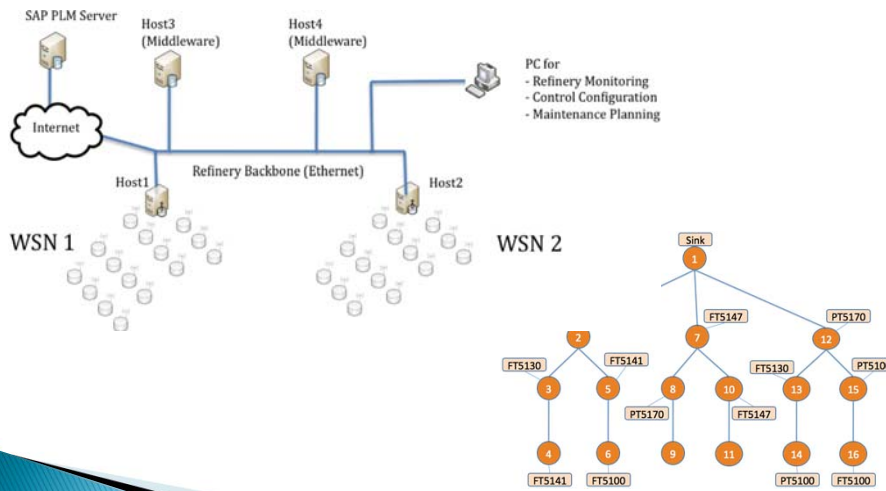 SAP PLM Server
Host3
(Middleware)
Host4
(Middleware)
PC for
- Refinery Monitoring
- Control Configuration
- Maintenance Planning
Internet
Refinery Backbone (Ethernet)
Host1
Host2
WSN 1
WSN 2
Sink
1
FT5147
PT5170
2
7
12
FT5130
FT5141
FT5130
PT5100
3
5
8
10
13
15
PT5170
FT5147
4
6
9
11
14
16
FT5141
FT5100
PT5100
FT5100